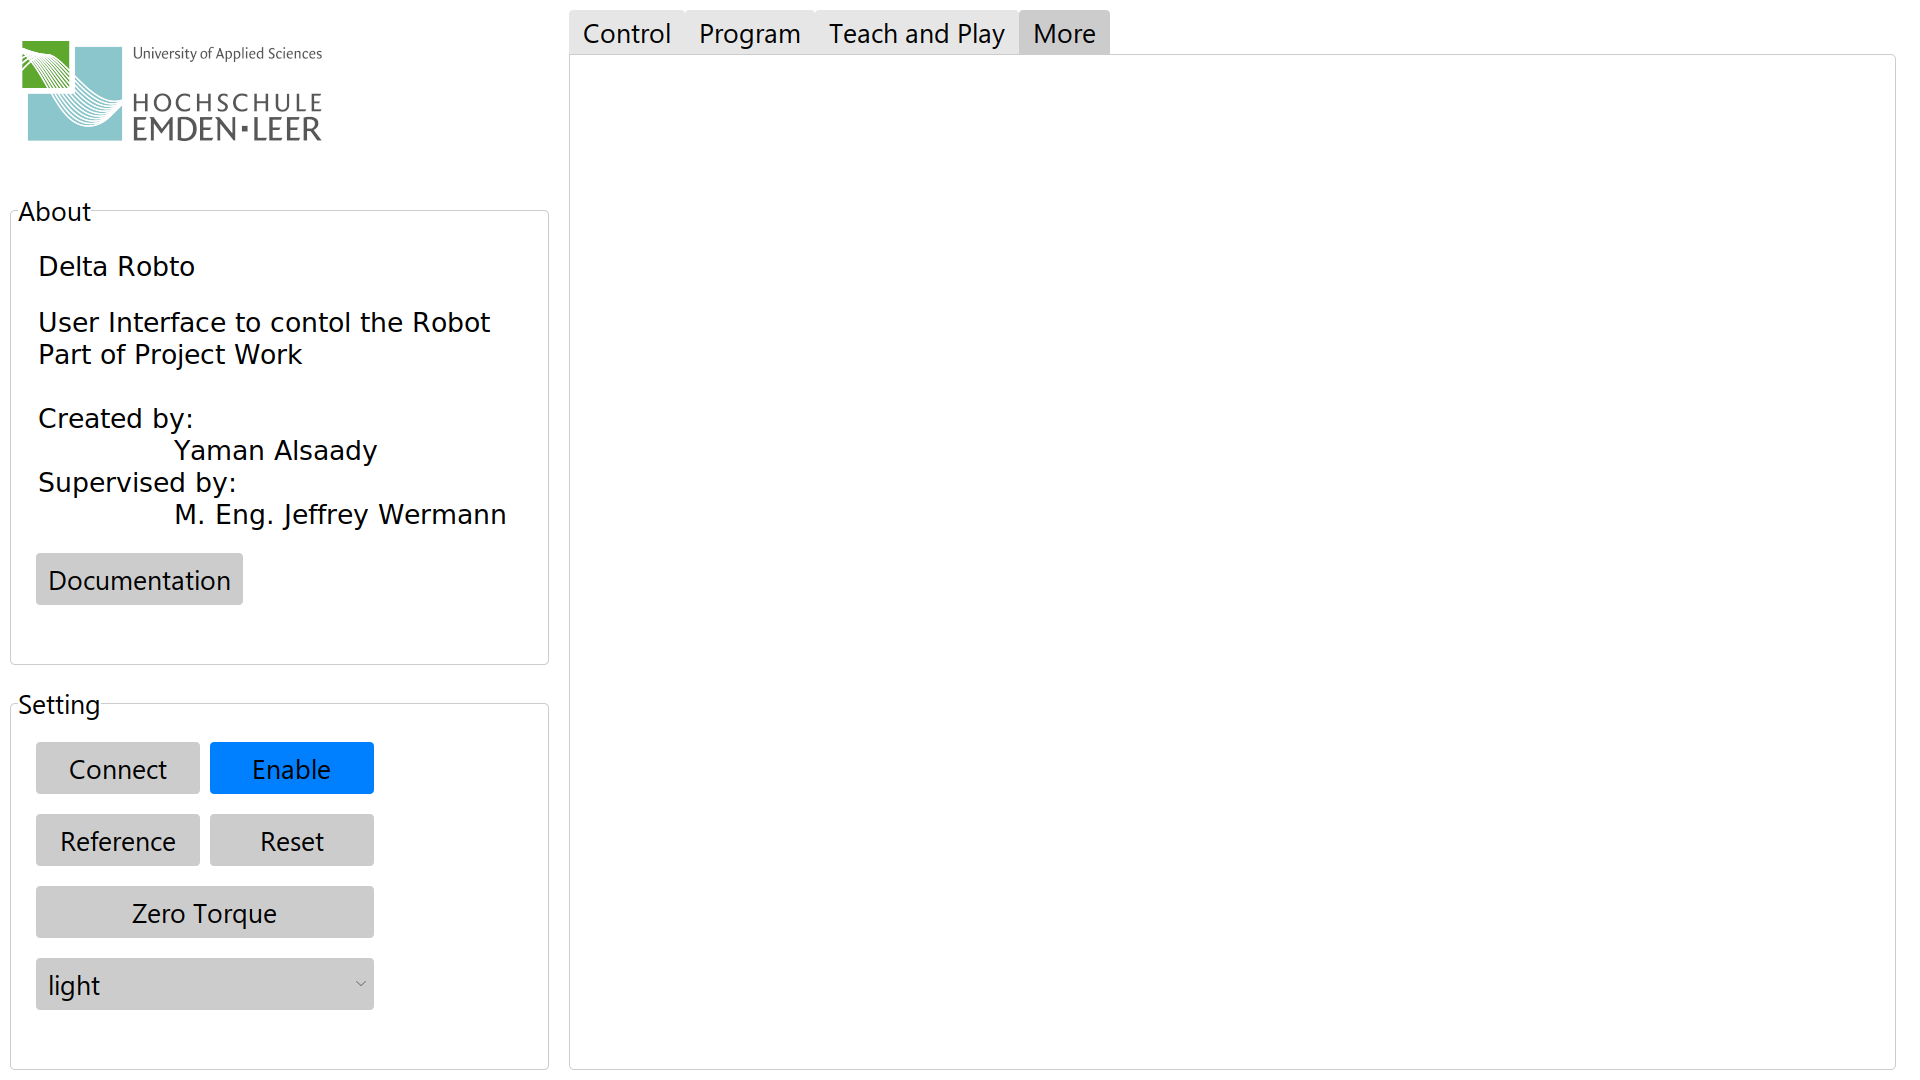 University of Applied Sciences
HOCHSCHULE
EMDEN·LEER
About
Delta Robto
User Interface to contol the Robot
Part of Project Work
Created by:
Yaman Alsaady
Supervised by:
M. Eng. Jeffrey Wermann
Documentation
Setting
Connect Enable
Reference Reset
Zero Torque
light
Control Program Teach and Play More